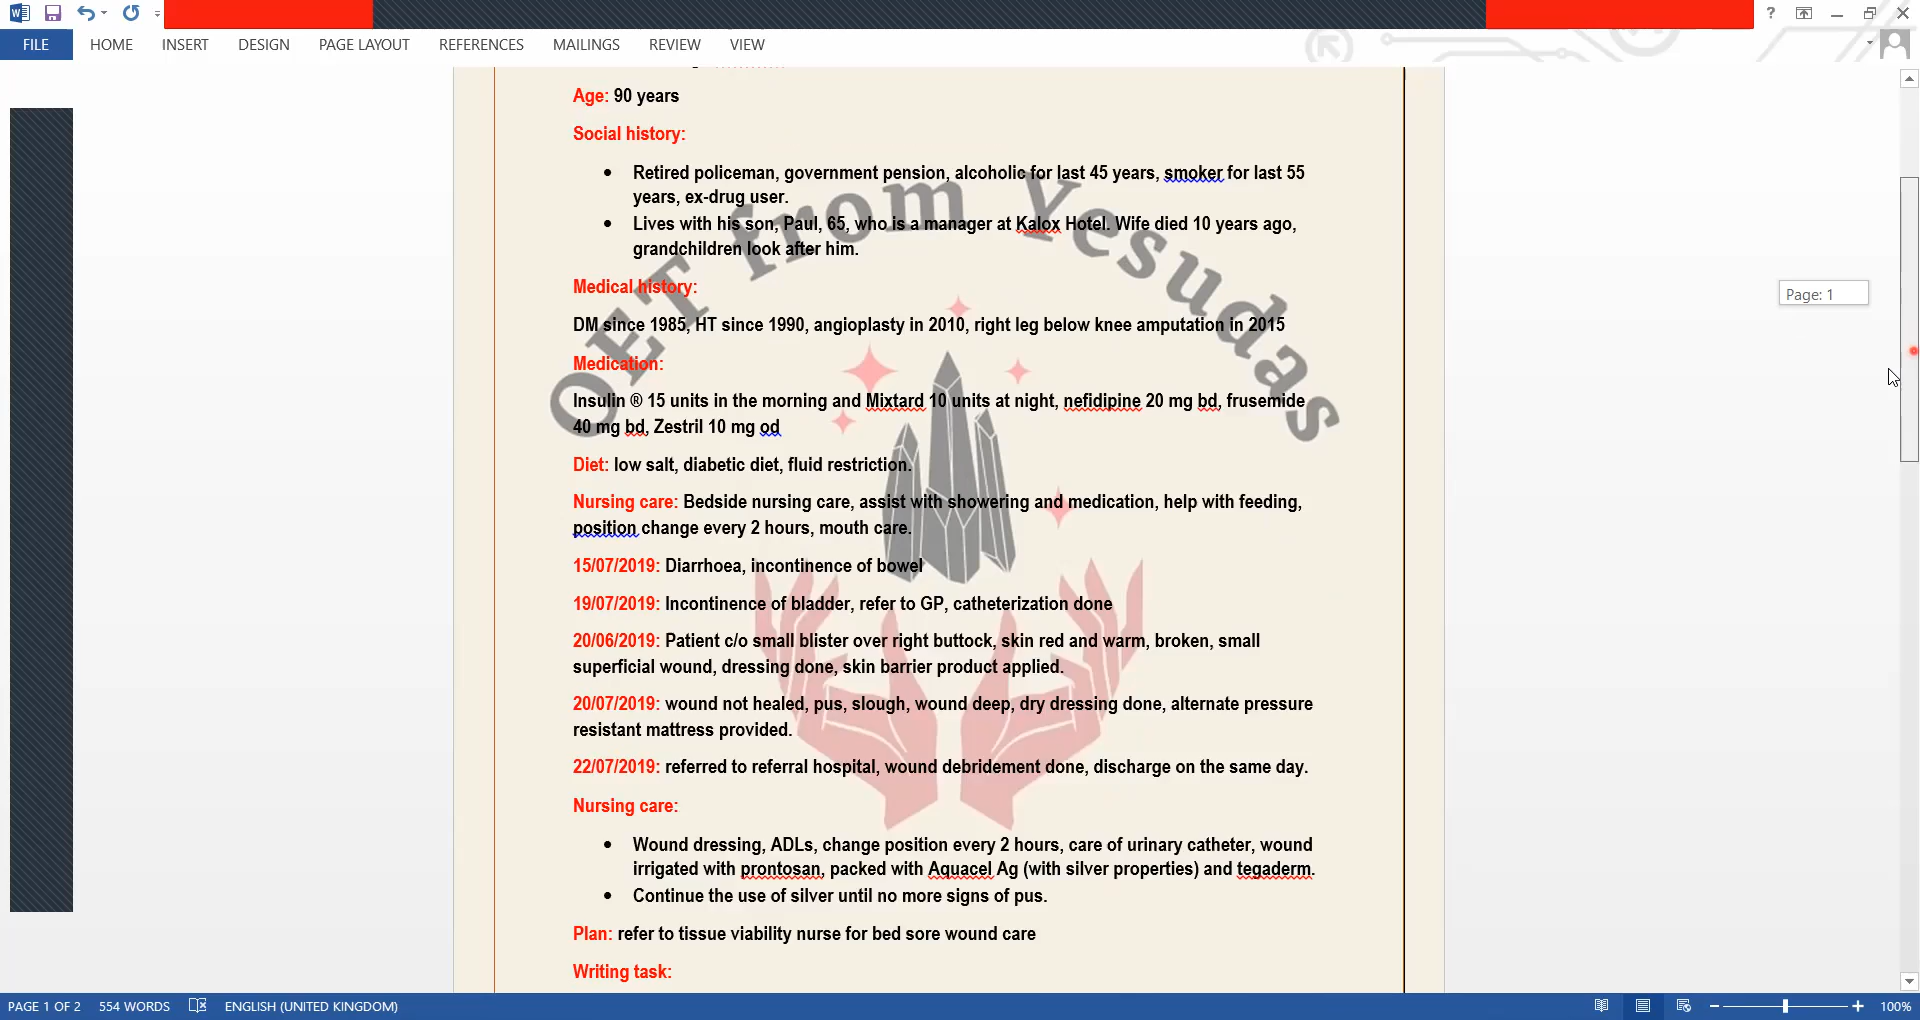 FILE HOME INSERT DESIGN PAGE LAYOUT REFERENCES MAILINGS REVIEW VIEW
Age: 90 years
Social history:
• Retired policeman, government pension, alcoholic for last 45 years, smoker for last 55
years, ex-drug user.
• Lives with his son, Paul, 65, who is a manager at Kalox Hotel. Wife died 10 years ago,
grandchildren look after him.
Medical history:
DM since 1985, HT since 1990, angioplasty in 2010, right leg below knee amputation in 2015
Medication:
Insulin ® 15 units in the morning and Mixtard 10 units at night, nefidipine 20 mg bd, frusemide
40 mg bd, Zestril 10 mg od
Diet: low salt, diabetic diet, fluid restriction.
Nursing care: Bedside nursing care, assist with showering and medication, help with feeding,
position change every 2 hours, mouth care.
15/07/2019: Diarrhoea, incontinence of bowel
19/07/2019: Incontinence of bladder, refer to GP, catheterization done
20/06/2019: Patient c/o small blister over right buttock, skin red and warm, broken, small
superficial wound, dressing done, skin barrier product applied.
20/07/2019: wound not healed, pus, slough, wound deep, dry dressing done, alternate pressure
resistant mattress provided.
22/07/2019: referred to referral hospital, wound debridement done, discharge on the same day.
Nursing care:
• Wound dressing, ADLs, change position every 2 hours, care of urinary catheter, wound
irrigated with prontosan, packed with Aquacel Ag (with silver properties) and tegaderm.
• Continue the use of silver until no more signs of pus.
Plan: refer to tissue viability nurse for bed sore wound care
Writing task:
OET from Yesudas
Page: 1
PAGE 1 OF 2 554 WORDS ENGLISH (UNITED KINGDOM) 100%